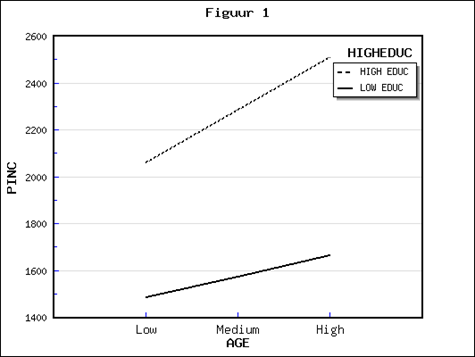 Figuur 1
HIGHEDUC
HIGH EDUC
LOW EDUC
PINC
2600
2400
2200
2000
1800
1600
1400
Low Medium High
AGE